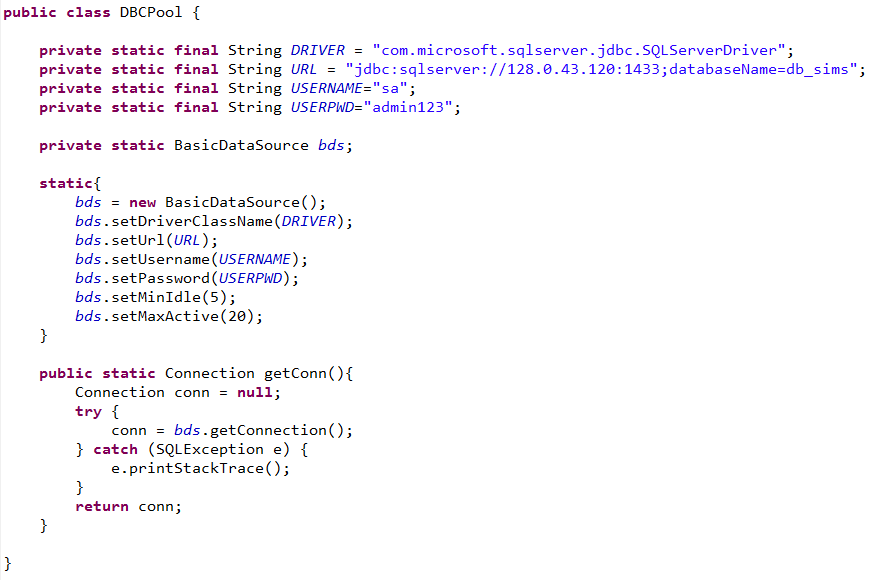 public class DBCPool {
    private static final String DRIVER = "com.microsoft.sqlserver.jdbc.SQLServerDriver";
    private static final String URL = "jdbc:sqlserver://128.0.43.120:1433;databaseName=db_sims";
    private static final String USERNAME="sa";
    private static final String USERPWD="admin123";
    private static BasicDataSource bds;
    static{
        bds = new BasicDataSource();
        bds.setDriverClassName(DRIVER);
        bds.setUrl(URL);
        bds.setUsername(USERNAME);
        bds.setPassword(USERPWD);
        bds.setMinIdle(5);
        bds.setMaxActive(20);
    }
    public static Connection getConn(){
        Connection conn = null;
        try {
            conn = bds.getConnection();
        } catch (SQLException e) {
            e.printStackTrace();
        }
        return conn;
    }
}